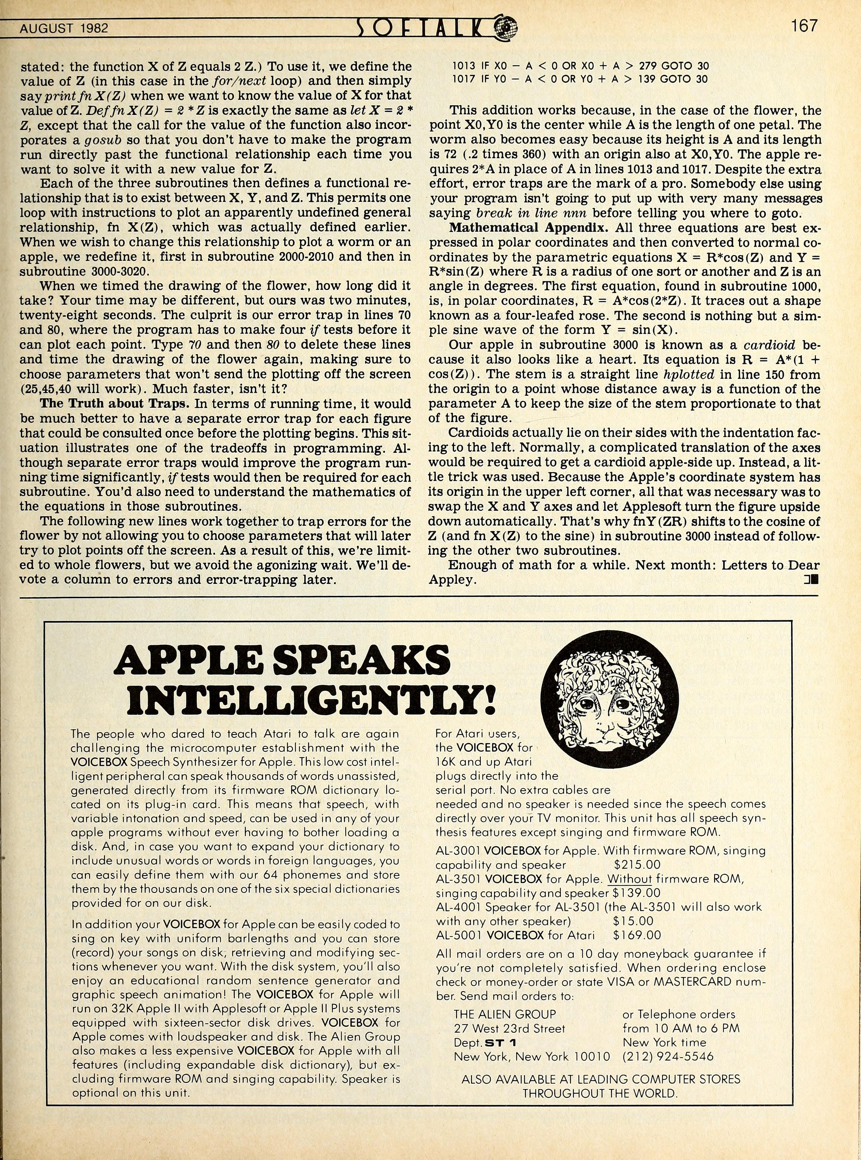 AUGUST 1982
SOFTALK
167
stated: the function X of Z equals 2 Z.) To use it, we define the
value of Z (in this case in the for/next loop) and then simply
say print fn X(Z) when we want to know the value of X for that
value of Z. Def fn X(Z) = 2 * Z is exactly the same as let X = 2 *
Z, except that the call for the value of the function also incor-
porates a gosub so that you don't have to make the program
run directly past the functional relationship each time you
want to solve it with a new value for Z.
Each of the three subroutines then defines a functional re-
lationship that is to exist between X, Y, and Z. This permits one
loop with instructions to plot an apparently undefined general
relationship, fn X(Z), which was actually defined earlier.
When we wish to change this relationship to plot a worm or an
apple, we redefine it, first in subroutine 2000-2010 and then in
subroutine 3000-3020.
When we timed the drawing of the flower, how long did it
take? Your time may be different, but ours was two minutes,
twenty-eight seconds. The culprit is our error trap in lines 70
and 80, where the program has to make four if tests before it
can plot each point. Type 70 and then 80 to delete these lines
and time the drawing of the flower again, making sure to
choose parameters that won't send the plotting off the screen
(25,45,40 will work). Much faster, isn't it?
The Truth about Traps. In terms of running time, it would
be much better to have a separate error trap for each figure
that could be consulted once before the plotting begins. This sit-
uation illustrates one of the tradeoffs in programming. Al-
though separate error traps would improve the program run-
ning time significantly, if tests would then be required for each
subroutine. You'd also need to understand the mathematics of
the equations in those subroutines.
The following new lines work together to trap errors for the
flower by not allowing you to choose parameters that will later
try to plot points off the screen. As a result of this, we're limit-
ed to whole flowers, but we avoid the agonizing wait. We'll de-
vote a column to errors and error-trapping later.
1013 IF X0 – A < 0 OR X0 + A > 279 GOTO 30
1017 IF Y0 – A < 0 OR Y0 + A > 139 GOTO 30
This addition works because, in the case of the flower, the
point X0,Y0 is the center while A is the length of one petal. The
worm also becomes easy because its height is A and its length
is 72 (.2 times 360) with an origin also at X0,Y0. The apple re-
quires 2*A in place of A in lines 1013 and 1017. Despite the extra
effort, error traps are the mark of a pro. Somebody else using
your program isn't going to put up with very many messages
saying break in line nnn before telling you where to goto.
Mathematical Appendix. All three equations are best ex-
pressed in polar coordinates and then converted to normal co-
ordinates by the parametric equations X = R*cos(Z) and Y =
R*sin(Z) where R is a radius of one sort or another and Z is an
angle in degrees. The first equation, found in subroutine 1000,
is, in polar coordinates, R = A*cos(2*Z). It traces out a shape
known as a four-leafed rose. The second is nothing but a sim-
ple sine wave of the form Y = sin(X).
Our apple in subroutine 3000 is known as a cardioid be-
cause it also looks like a heart. Its equation is R = A*(1 +
cos(Z)). The stem is a straight line hplotted in line 150 from
the origin to a point whose distance away is a function of the
parameter A to keep the size of the stem proportionate to that
of the figure.
Cardioids actually lie on their sides with the indentation fac-
ing to the left. Normally, a complicated translation of the axes
would be required to get a cardioid apple-side up. Instead, a lit-
tle trick was used. Because the Apple's coordinate system has
its origin in the upper left corner, all that was necessary was to
swap the X and Y axes and let Applesoft turn the figure upside
down automatically. That's why fnY(ZR) shifts to the cosine of
Z (and fn X(Z) to the sine) in subroutine 3000 instead of follow-
ing the other two subroutines.
Enough of math for a while. Next month: Letters to Dear
Appley.
APPLE SPEAKS
INTELLIGENTLY!
The people who dared to teach Atari to talk are again
challenging the microcomputer establishment with the
VOICEBOX Speech Synthesizer for Apple. This low cost intel-
ligent peripheral can speak thousands of words unassisted,
generated directly from its firmware ROM dictionary lo-
cated on its plug-in card. This means that speech, with
variable intonation and speed, can be used in any of your
apple programs without ever having to bother loading a
disk. And, in case you want to expand your dictionary to
include unusual words or words in foreign languages, you
can easily define them with our 64 phonemes and store
them by the thousands on one of the six special dictionaries
provided for on our disk.
In addition your VOICEBOX for Apple can be easily coded to
sing on key with uniform barlengths and you can store
(record) your songs on disk, retrieving and modifying sec-
tions whenever you want. With the disk system, you'll also
enjoy an educational random sentence generator and
graphic speech animation! The VOICEBOX for Apple will
run on 32K Apple II with Applesoft or Apple II Plus systems
equipped with sixteen-sector disk drives. VOICEBOX for
Apple comes with loudspeaker and disk. The Alien Group
also makes a less expensive VOICEBOX for Apple with all
features (including expandable disk dictionary), but ex-
cluding firmware ROM and singing capability. Speaker is
optional on this unit.
For Atari users,
the VOICEBOX for
16K and up Atari
plugs directly into the
serial port. No extra cables are
needed and no speaker is needed since the speech comes
directly over your TV monitor. This unit has all speech syn-
thesis features except singing and firmware ROM.
AL-3001 VOICEBOX for Apple. With firmware ROM, singing
capability and speaker $215.00
AL-3501 VOICEBOX for Apple. Without firmware ROM,
singing capability and speaker $139.00
AL-4001 Speaker for AL-3501 (the AL-3501 will also work
with any other speaker) $15.00
AL-5001 VOICEBOX for Atari $169.00
All mail orders are on a 10 day moneyback guarantee if
you're not completely satisfied. When ordering enclose
check or money-order or state VISA or MASTERCARD num-
ber. Send mail orders to:
THE ALIEN GROUP
27 West 23rd Street
Dept. ST 1
New York, New York 10010
or Telephone orders
from 10 AM to 6 PM
New York time
(212) 924-5546
ALSO AVAILABLE AT LEADING COMPUTER STORES
THROUGHOUT THE WORLD.